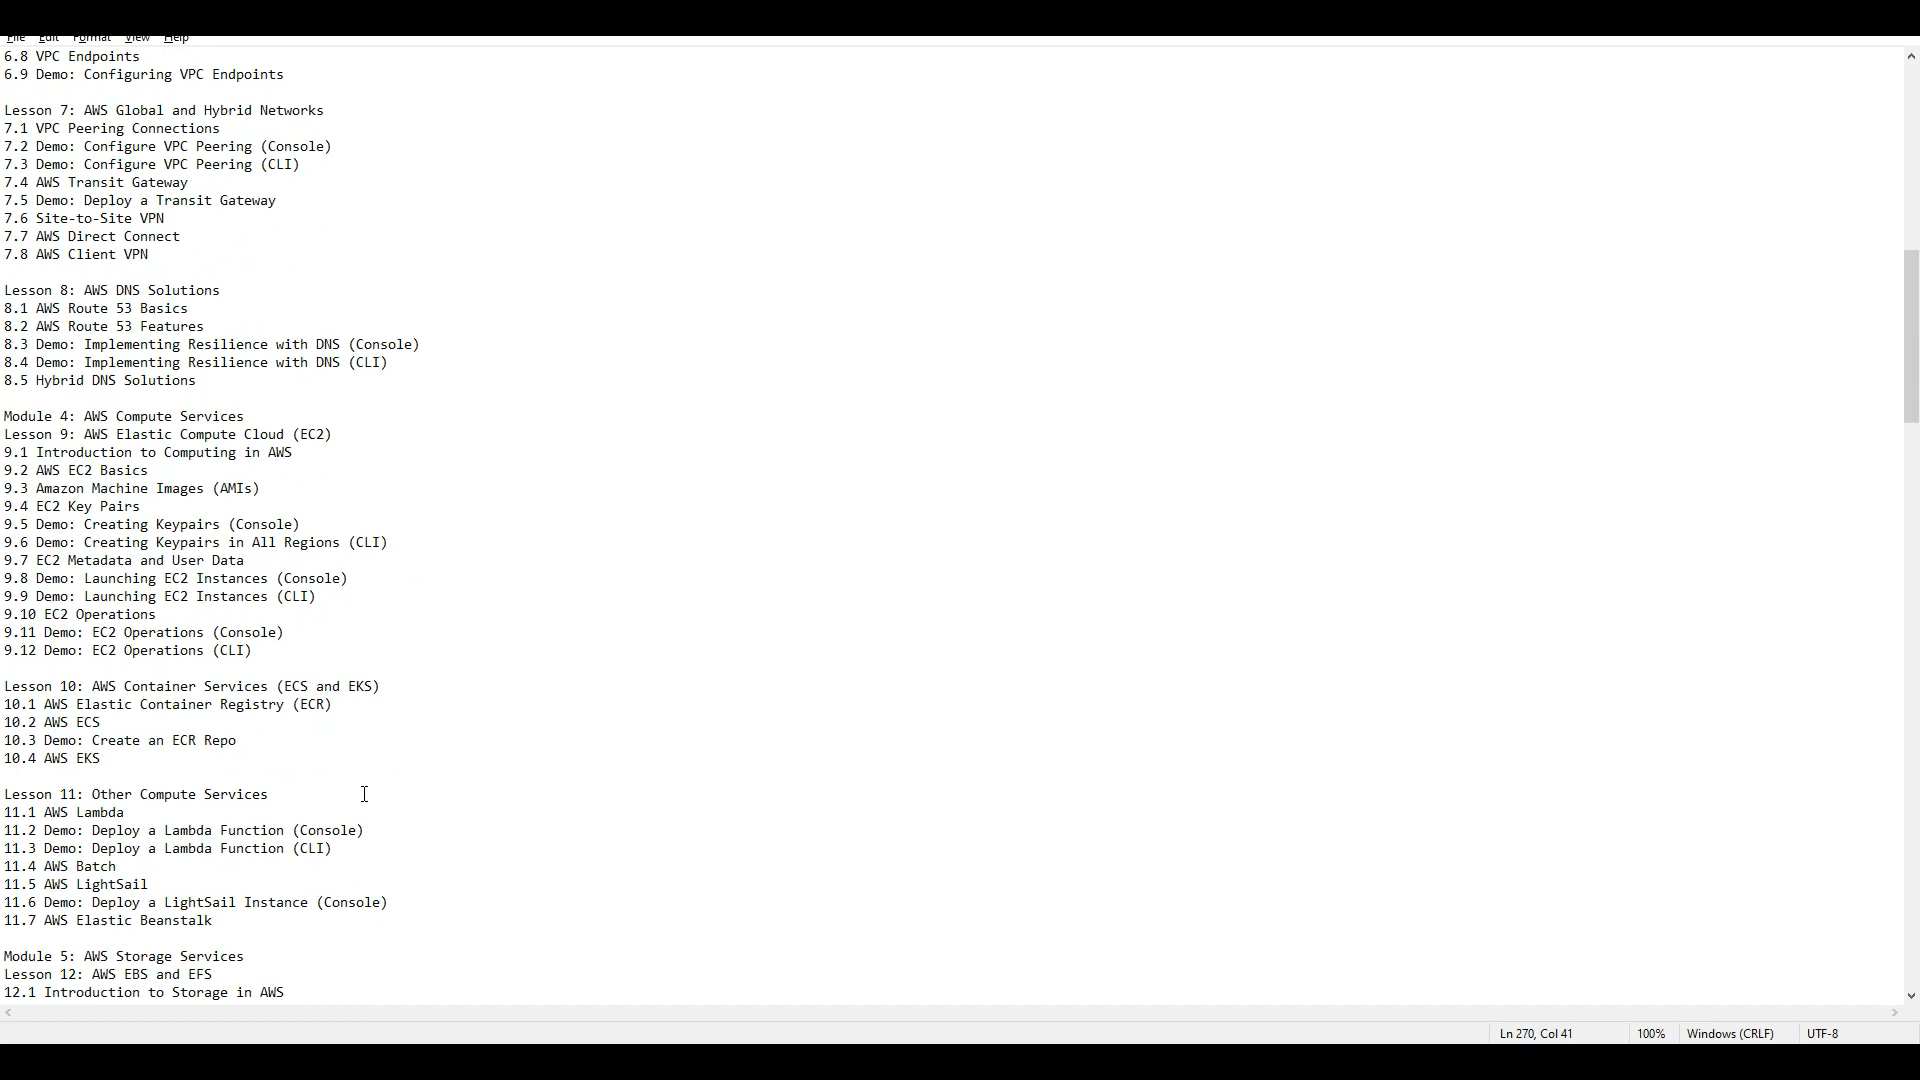 File Edit Format View Help
6.8 VPC Endpoints
6.9 Demo: Configuring VPC Endpoints
Lesson 7: AWS Global and Hybrid Networks
7.1 VPC Peering Connections
7.2 Demo: Configure VPC Peering (Console)
7.3 Demo: Configure VPC Peering (CLI)
7.4 AWS Transit Gateway
7.5 Demo: Deploy a Transit Gateway
7.6 Site-to-Site VPN
7.7 AWS Direct Connect
7.8 AWS Client VPN
Lesson 8: AWS DNS Solutions
8.1 AWS Route 53 Basics
8.2 AWS Route 53 Features
8.3 Demo: Implementing Resilience with DNS (Console)
8.4 Demo: Implementing Resilience with DNS (CLI)
8.5 Hybrid DNS Solutions
Module 4: AWS Compute Services
Lesson 9: AWS Elastic Compute Cloud (EC2)
9.1 Introduction to Computing in AWS
9.2 AWS EC2 Basics
9.3 Amazon Machine Images (AMIs)
9.4 EC2 Key Pairs
9.5 Demo: Creating Keypairs (Console)
9.6 Demo: Creating Keypairs in All Regions (CLI)
9.7 EC2 Metadata and User Data
9.8 Demo: Launching EC2 Instances (Console)
9.9 Demo: Launching EC2 Instances (CLI)
9.10 EC2 Operations
9.11 Demo: EC2 Operations (Console)
9.12 Demo: EC2 Operations (CLI)
Lesson 10: AWS Container Services (ECS and EKS)
10.1 AWS Elastic Container Registry (ECR)
10.2 AWS ECS
10.3 Demo: Create an ECR Repo
10.4 AWS EKS
Lesson 11: Other Compute Services
11.1 AWS Lambda
11.2 Demo: Deploy a Lambda Function (Console)
11.3 Demo: Deploy a Lambda Function (CLI)
11.4 AWS Batch
11.5 AWS LightSail
11.6 Demo: Deploy a LightSail Instance (Console)
11.7 AWS Elastic Beanstalk
Module 5: AWS Storage Services
Lesson 12: AWS EBS and EFS
12.1 Introduction to Storage in AWS
Ln 270, Col 41 100% Windows (CRLF) UTF-8